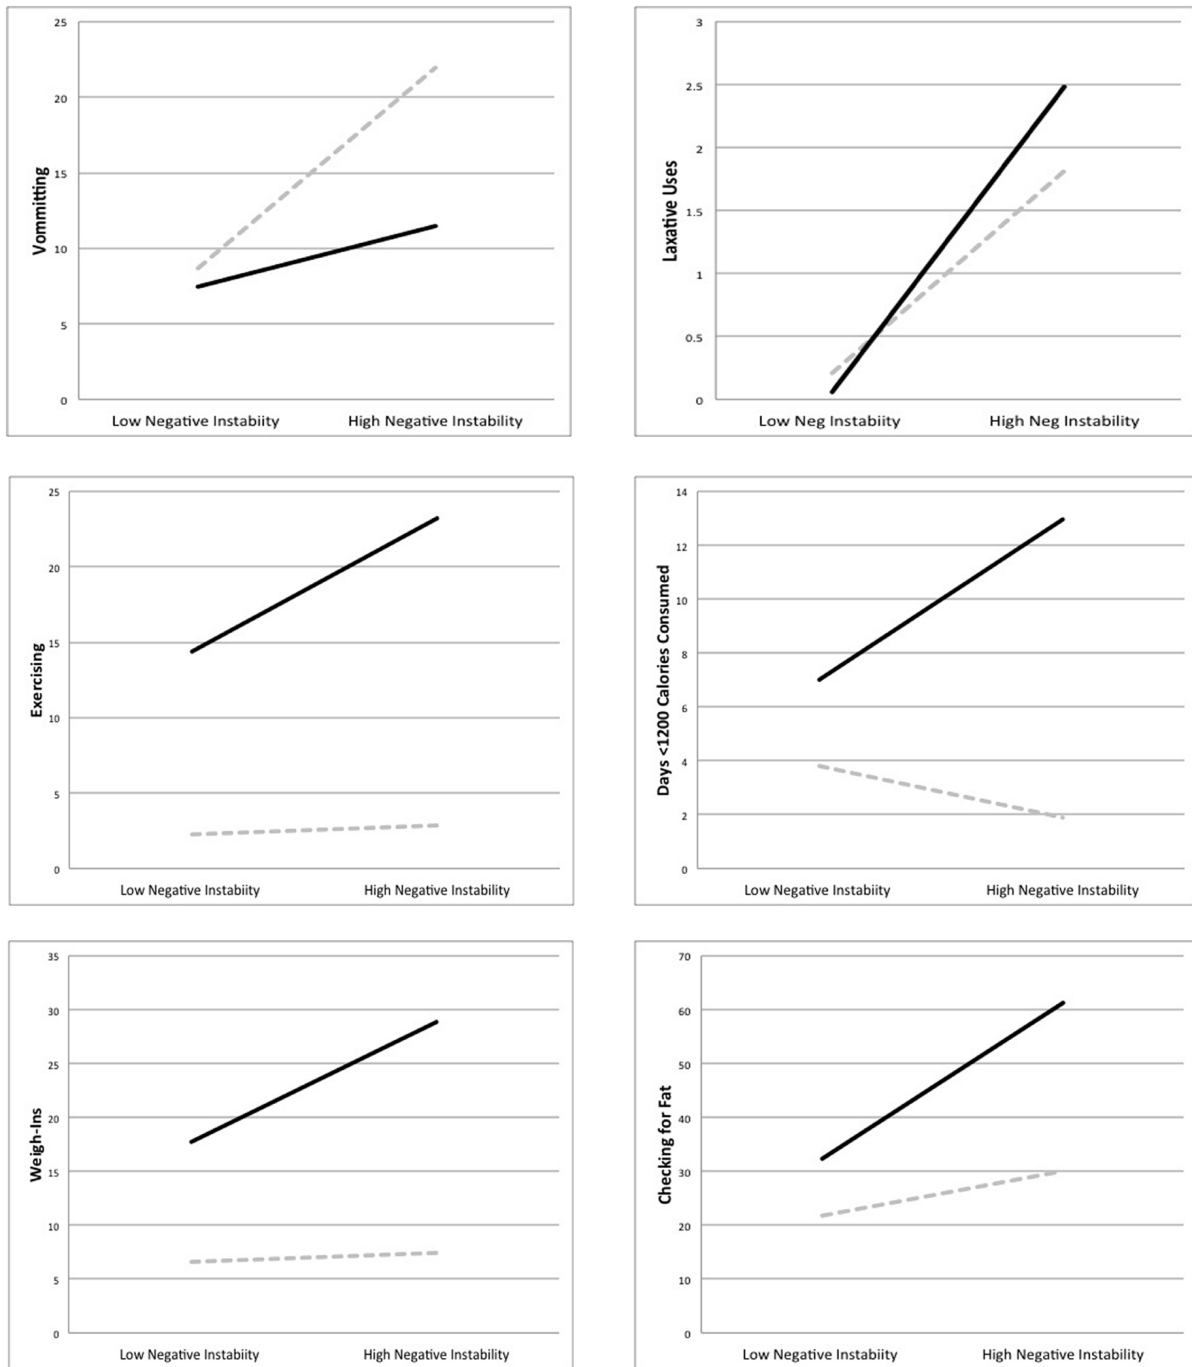 25
20
15
10
5
0
Vommitting
Low Negative Instabiity
High Negative Instability
3
2.5
2
1.5
1
0.5
0
Laxative Uses
Low Neg Instabiity
High Neg Instability
25
20
15
10
5
0
Exercising
Low Negative Instabiity
High Negative Instability
14
12
10
8
6
4
2
0
Days <1200 Calories Consumed
Low Negative Instabiity
High Negative Instability
35
30
25
20
15
10
5
0
Weigh-Ins
Low Negative Instabiity
High Negative Instability
70
60
50
40
30
20
10
0
Checking for Fat
Low Negative Instabiity
High Negative Instability